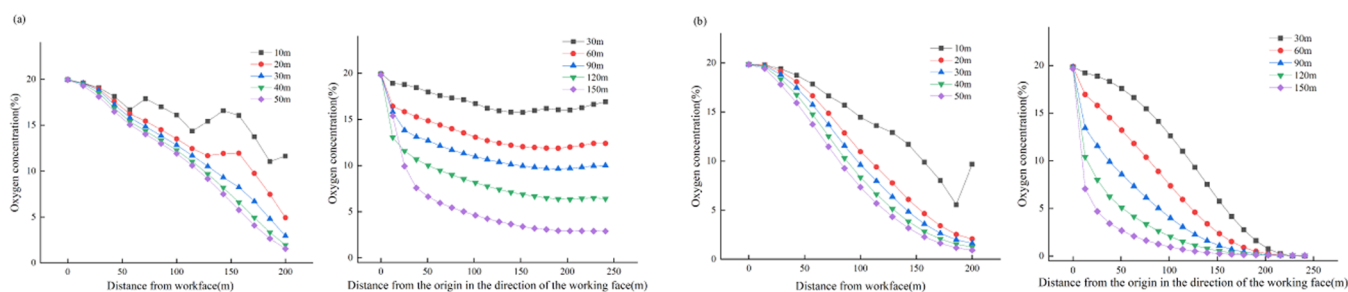 (a)
10m
20m
30m
40m
50m
Oxygen concentration(%)
20
15
10
5
0
0 50 100 150 200
Distance from workface(m)
30m
60m
90m
120m
150m
Oxygen concentration(%)
20
15
10
5
0
0 50 100 150 200 250
Distance from the origin in the direction of the working face(m)
(b)
10m
20m
30m
40m
50m
Oxygen concentration(%)
20
15
10
5
0
0 50 100 150 200
Distance from workface(m)
30m
60m
90m
120m
150m
Oxygen concentration(%)
20
15
10
5
0
0 50 100 150 200 250
Distance from the origin in the direction of the working face(m)